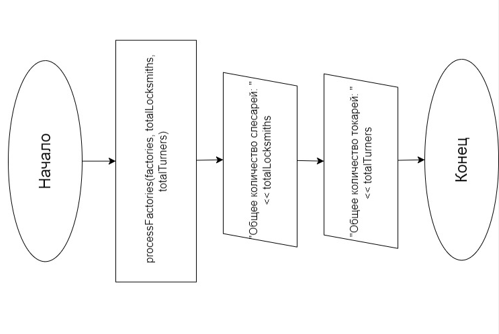 Начало
processFactories(factories, totalLocksmiths,
totalTurners)
"Общее количество слесарей: "
<< totalLocksmiths
"Общее количество токарей: "
<< totalTurners
Конец